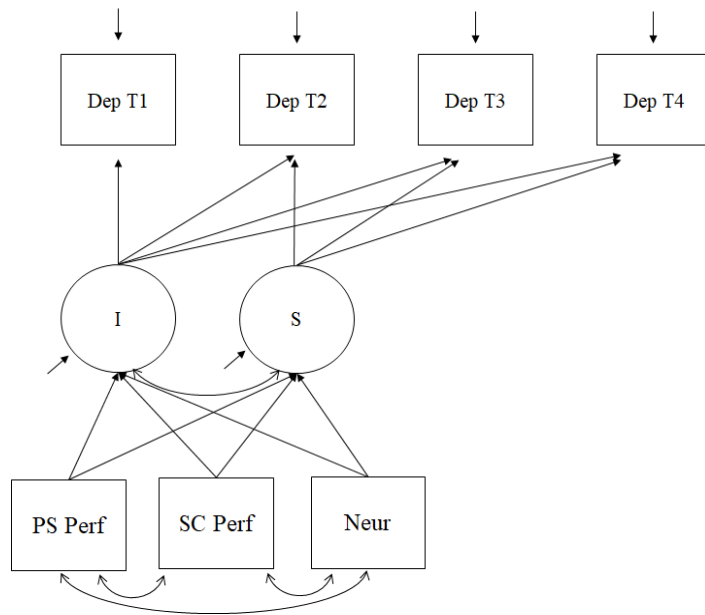 Dep T1
Dep T2
Dep T3
Dep T4
I
S
PS Perf
SC Perf
Neur